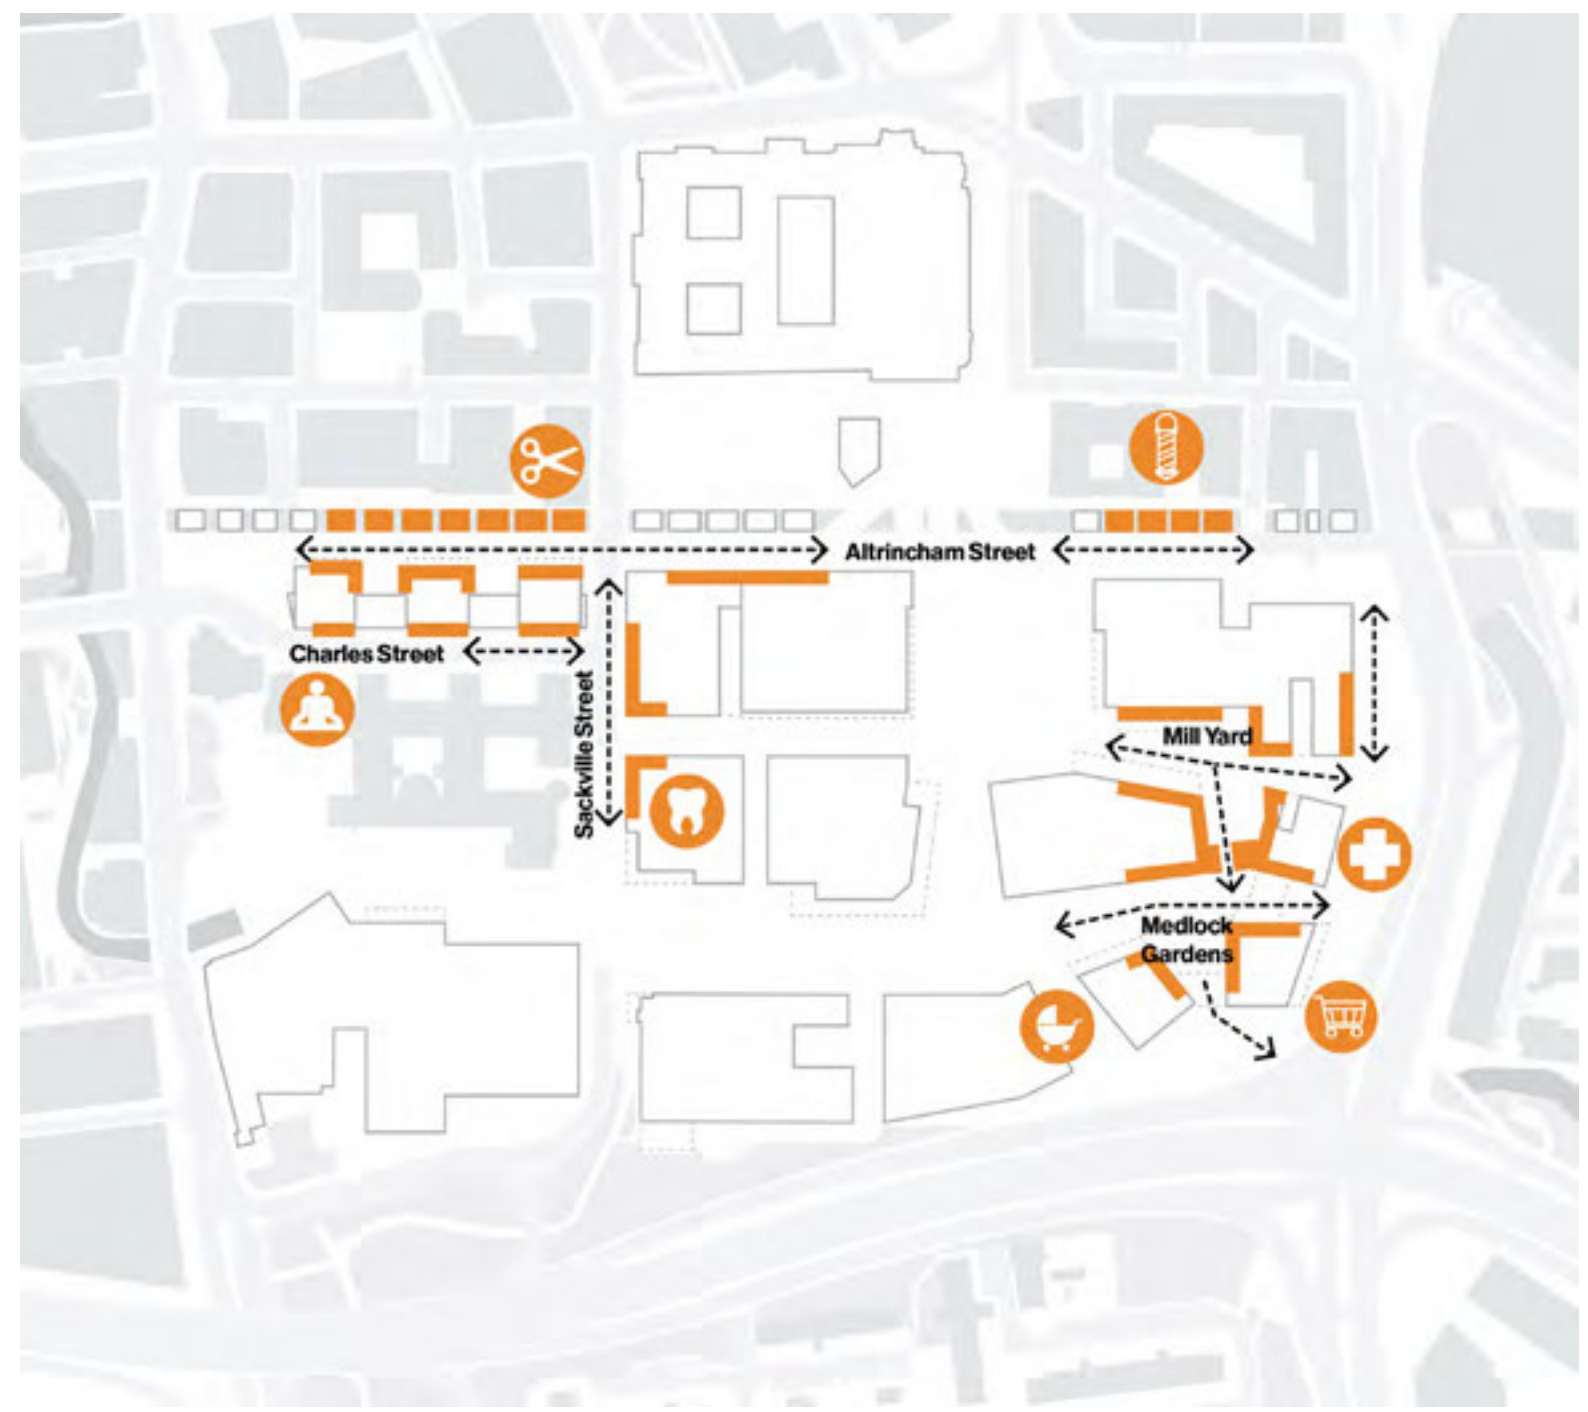 Altrincham Street
Charles Street
Sackville Street
Mill Yard
Medlock
Gardens